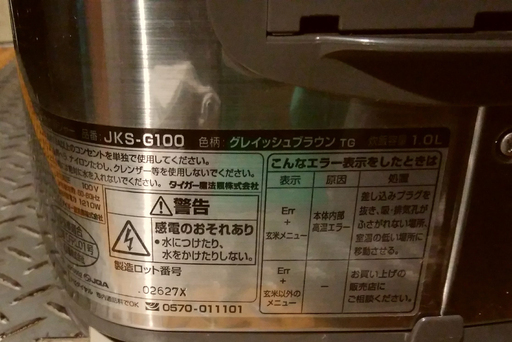 品番: JKS-G100 色柄: グレイッシュブラウン TG 炊飯容量 1.0L
上のコンセントを単独で使用してください。
ナイロンたわし、クレンザー等を使用しないでください。
水を入れないでください。
タイガー魔法瓶株式会社
100V
1210W
警告
感電のおそれあり
・水につけたり、
水をかけたりしない。
製造ロット番号
.02627X
0570-011101
こんなエラー表示をしたときは
表示 原因 処置
Err
+
玄米メニュー
本体内部
高温エラー
差し込みプラグを
抜き、吸・排気孔が
ふさがれない場所、
室温の低い場所に
移動させる。
Err
+
玄米以外の
メニュー
–
お買い上げの
販売店に
ご相談ください。